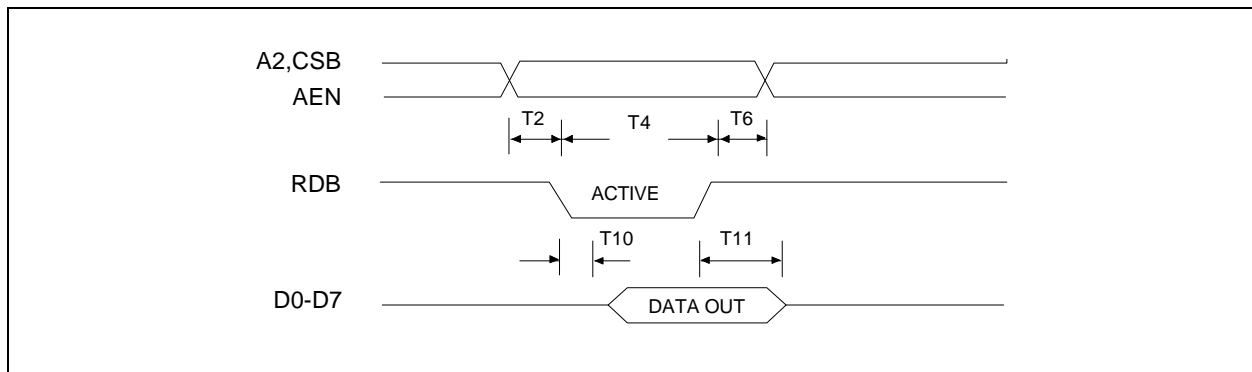 A2,CSB
AEN
T2
T4
T6
RDB
ACTIVE
T10
T11
D0-D7
DATA OUT